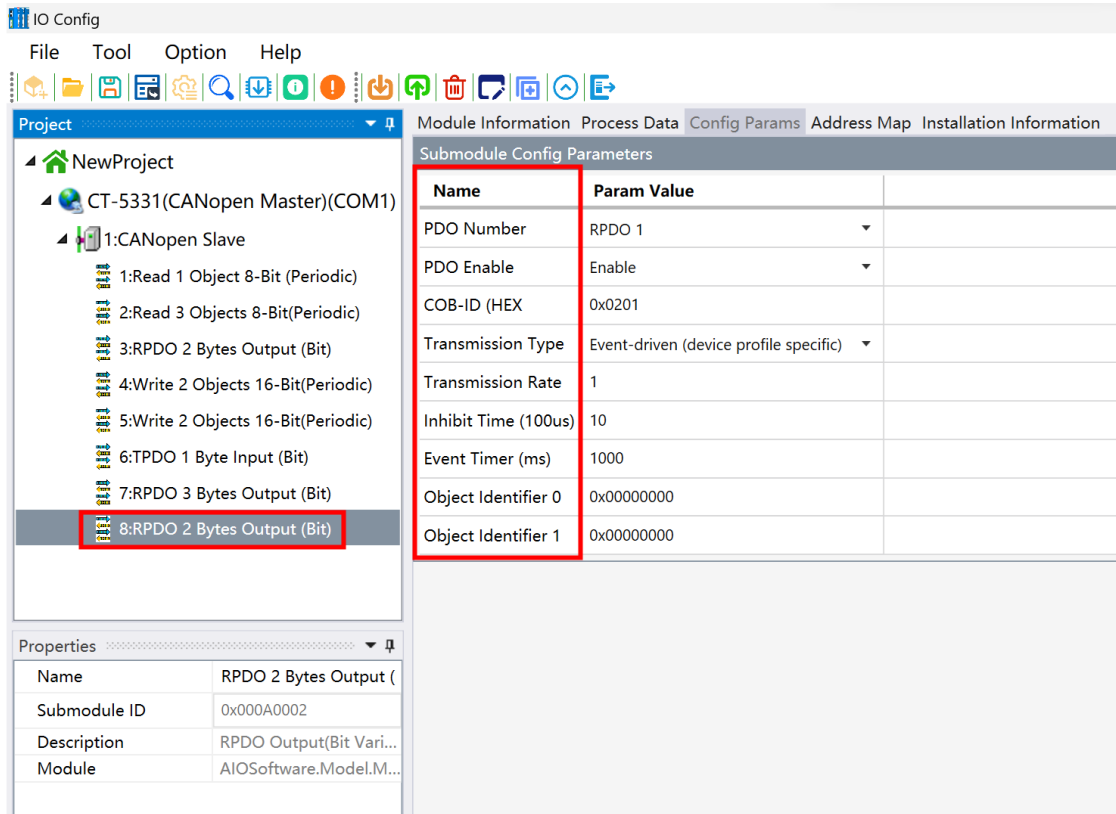 IO Config
File Tool Option Help
Project
NewProject
CT-5331(CANopen Master)(COM1)
1:CANopen Slave
1:Read 1 Object 8-Bit (Periodic)
2:Read 3 Objects 8-Bit(Periodic)
3:RPDO 2 Bytes Output (Bit)
4:Write 2 Objects 16-Bit(Periodic)
5:Write 2 Objects 16-Bit(Periodic)
6:TPDO 1 Byte Input (Bit)
7:RPDO 3 Bytes Output (Bit)
8:RPDO 2 Bytes Output (Bit)
Properties
Name RPDO 2 Bytes Output (
Submodule ID 0x000A0002
Description RPDO Output(Bit Vari...
Module AIOSoftware.Model.M...
Module Information Process Data Config Params Address Map Installation Information
Submodule Config Parameters
Name Param Value
PDO Number RPDO 1
PDO Enable Enable
COB-ID (HEX 0x0201
Transmission Type Event-driven (device profile specific)
Transmission Rate 1
Inhibit Time (100us) 10
Event Timer (ms) 1000
Object Identifier 0 0x00000000
Object Identifier 1 0x00000000